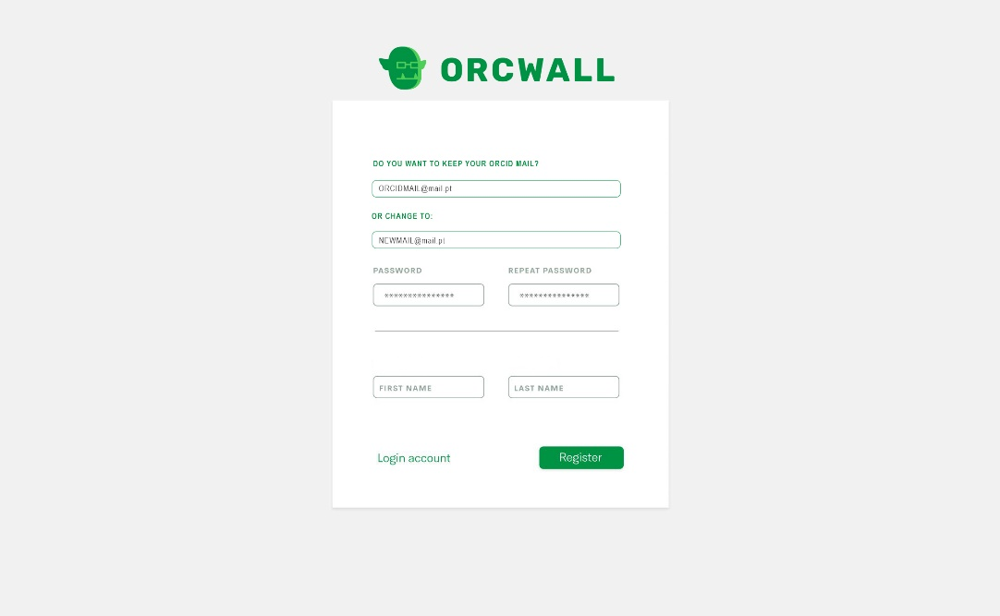 ORCWALL
DO YOU WANT TO KEEP YOUR ORCID MAIL?
ORCIDMAIL@mail.pt
OR CHANGE TO:
NEWMAIL@mail.pt
PASSWORD REPEAT PASSWORD
*************** ***************
FIRST NAME LAST NAME
Login account Register